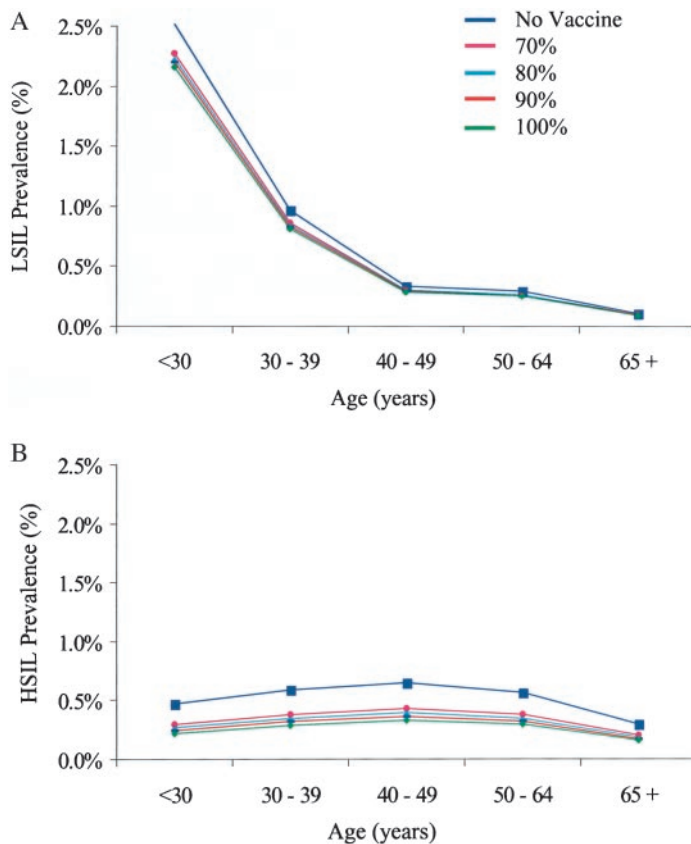 A
LSIL Prevalence (%)
2.5%
2.0%
1.5%
1.0%
0.5%
0.0%
No Vaccine
70%
80%
90%
100%
<30
30 - 39
40 - 49
50 - 64
65 +
Age (years)
B
HSIL Prevalence (%)
2.5%
2.0%
1.5%
1.0%
0.5%
0.0%
<30
30 - 39
40 - 49
50 - 64
65 +
Age (years)